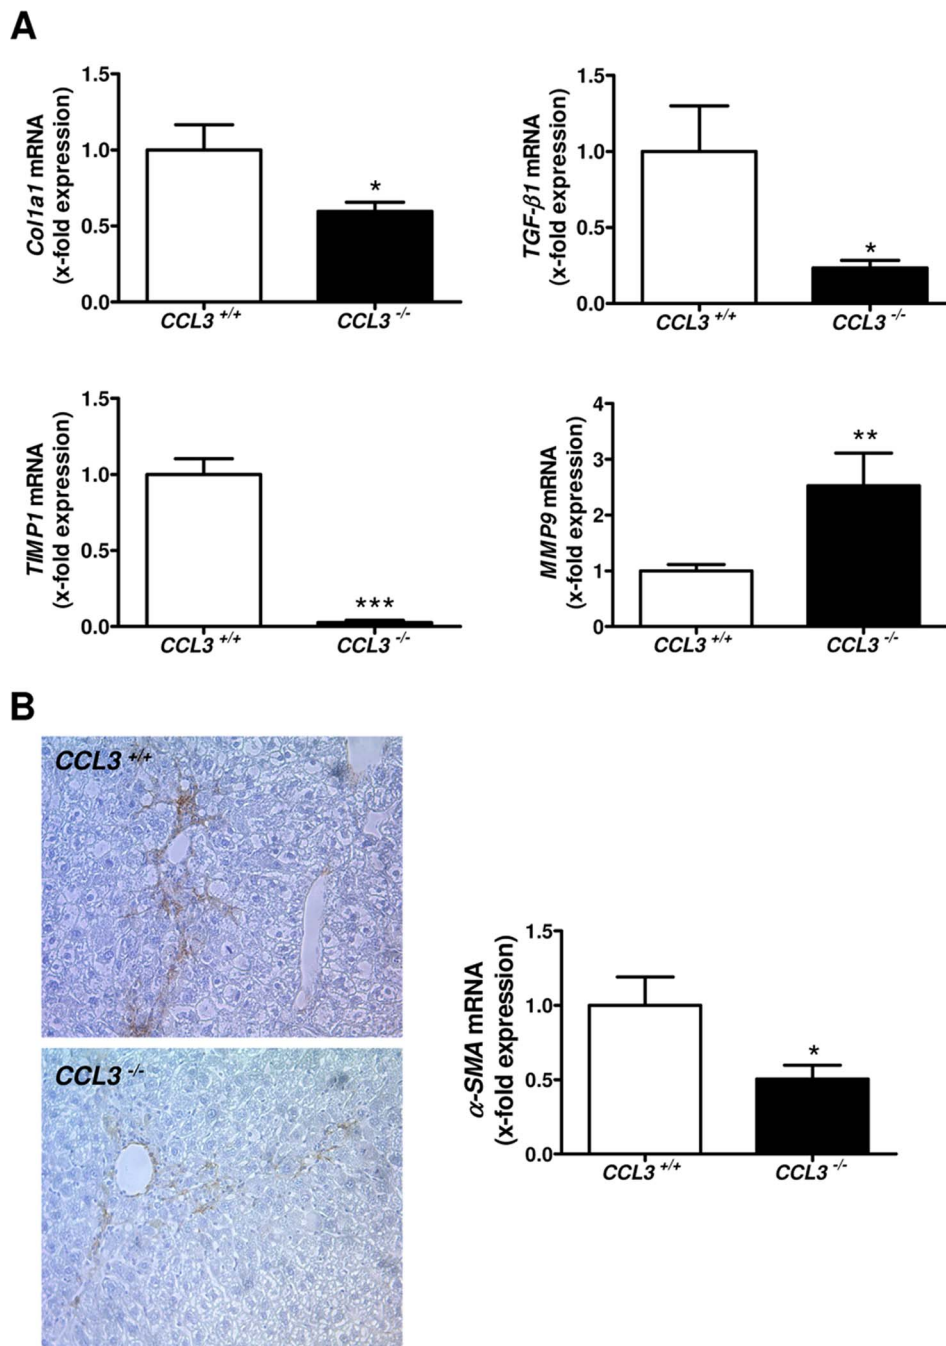 A
Col1a1 mRNA
(x-fold expression)
1.5
1.0
0.5
0.0
*
CCL3 +/+
CCL3 -/-
TGF-β1 mRNA
(x-fold expression)
1.5
1.0
0.5
0.0
*
CCL3 +/+
CCL3 -/-
TIMP1 mRNA
(x-fold expression)
1.5
1.0
0.5
0.0
***
CCL3 +/+
CCL3 -/-
MMP9 mRNA
(x-fold expression)
4
3
2
1
0
**
CCL3 +/+
CCL3 -/-
B
CCL3 +/+
CCL3 -/-
α-SMA mRNA
(x-fold expression)
1.5
1.0
0.5
0.0
*
CCL3 +/+
CCL3 -/-